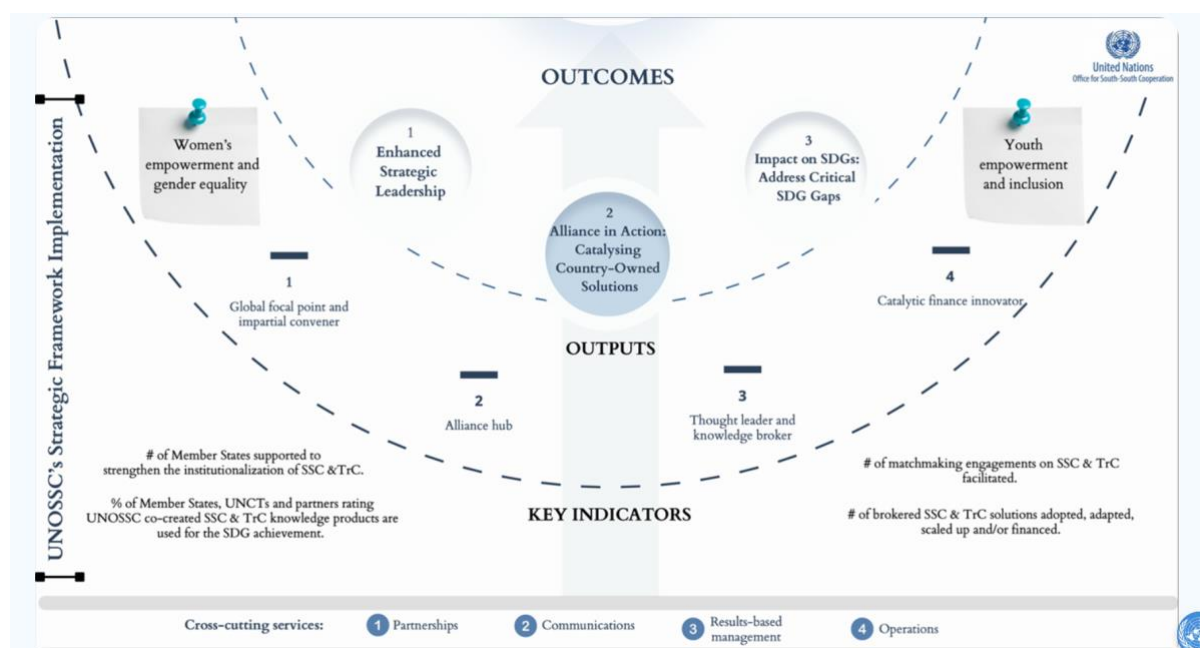 OUTCOMES
United Nations
Office for South-South Cooperation
UNOSSC's Strategic Framework Implementation
Women's
empowerment and
gender equality
1
Enhanced
Strategic
Leadership
2
Alliance in Action:
Catalysing
Country-Owned
Solutions
3
Impact on SDGs:
Address Critical
SDG Gaps
Youth
empowerment
and inclusion
1
Global focal point and
impartial convener
4
Catalytic finance innovator
OUTPUTS
2
Alliance hub
3
Thought leader and
knowledge broker
# of Member States supported to
strengthen the institutionalization of SSC &TrC.
% of Member States, UNCTs and partners rating
UNOSSC co-created SSC & TrC knowledge products are
used for the SDG achievement.
KEY INDICATORS
# of matchmaking engagements on SSC & TrC
facilitated.
# of brokered SSC & TrC solutions adopted, adapted,
scaled up and/or financed.
Cross-cutting services:
1 Partnerships
2 Communications
3 Results-based
management
4 Operations